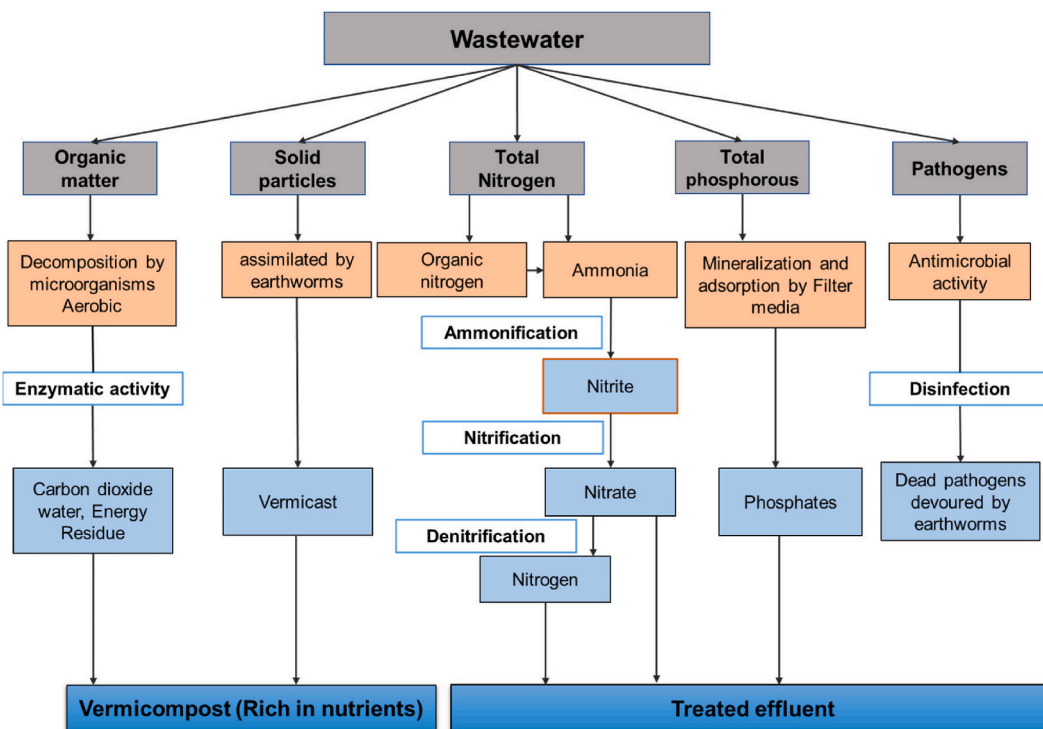 Wastewater
Organic
matter
Solid
particles
Total
Nitrogen
Total
phosphorous
Pathogens
Decomposition by
microorganisms
Aerobic
assimilated by
earthworms
Organic
nitrogen
Ammonia
Mineralization and
adsorption by Filter
media
Antimicrobial
activity
Ammonification
Enzymatic activity
Nitrite
Disinfection
Nitrification
Carbon dioxide
water, Energy
Residue
Vermicast
Nitrate
Phosphates
Dead pathogens
devoured by
earthworms
Denitrification
Nitrogen
Vermicompost (Rich in nutrients)
Treated effluent